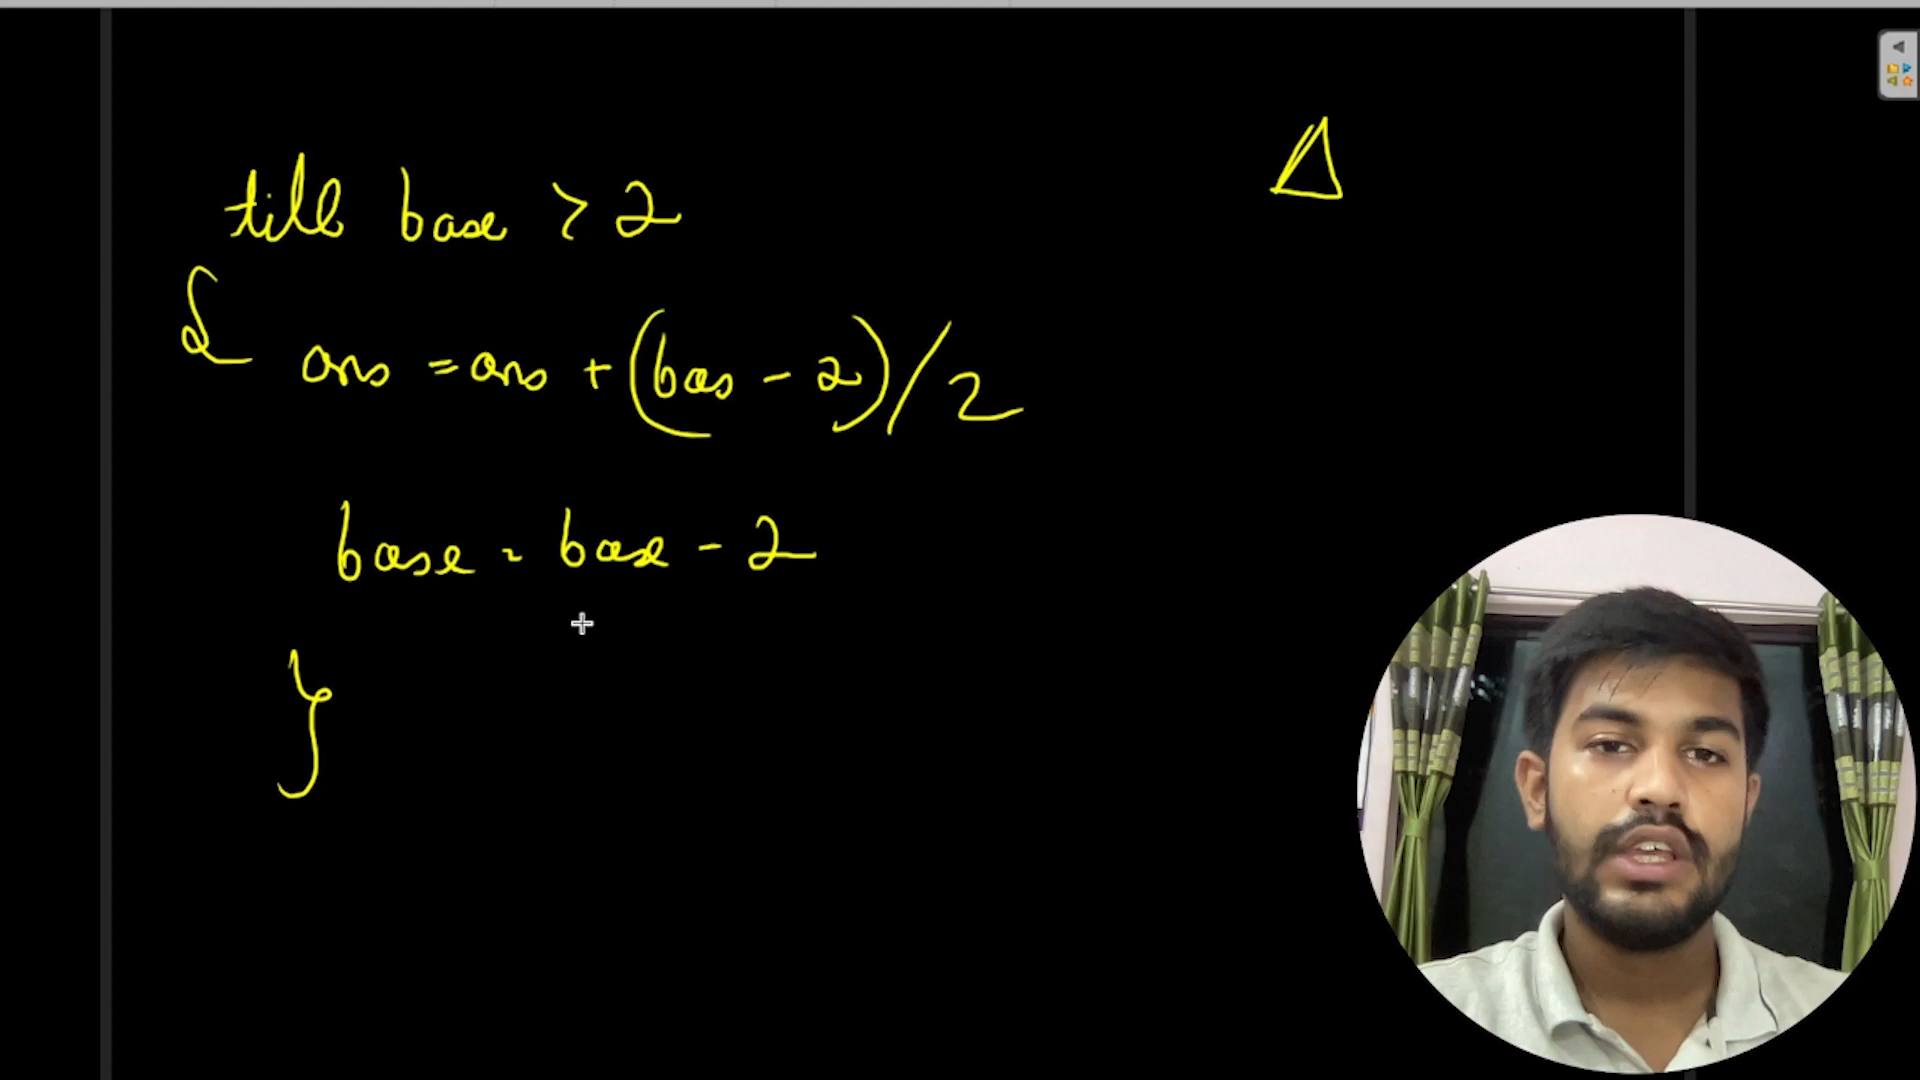 till base > 2
{ ans = ans + (bas - 2) / 2
base = base - 2
}